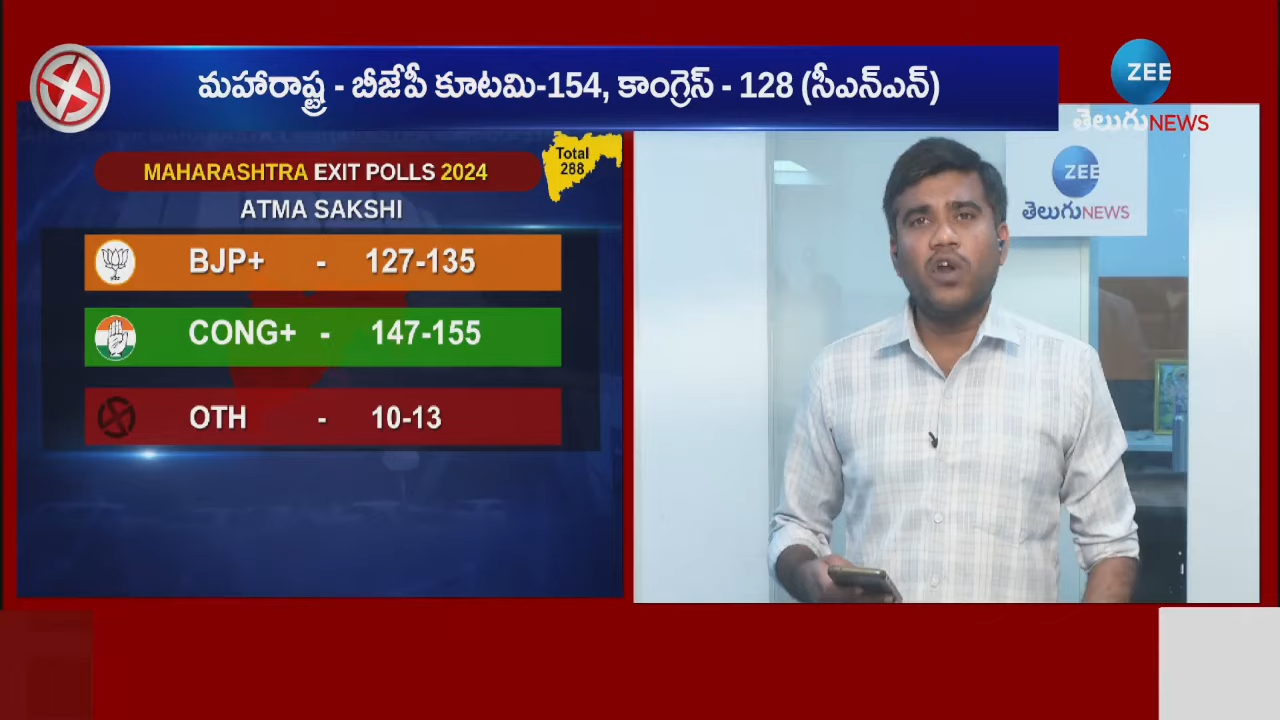 మహారాష్ట్ర - బీజేపీ కూటమి-154, కాంగ్రెస్ - 128 (సీఎన్ఎన్)
ZEE
తెలుగు NEWS
MAHARASHTRA EXIT POLLS 2024
Total
288
ATMA SAKSHI
BJP+ - 127-135
CONG+ - 147-155
OTH - 10-13
ZEE
తెలుగు NEWS